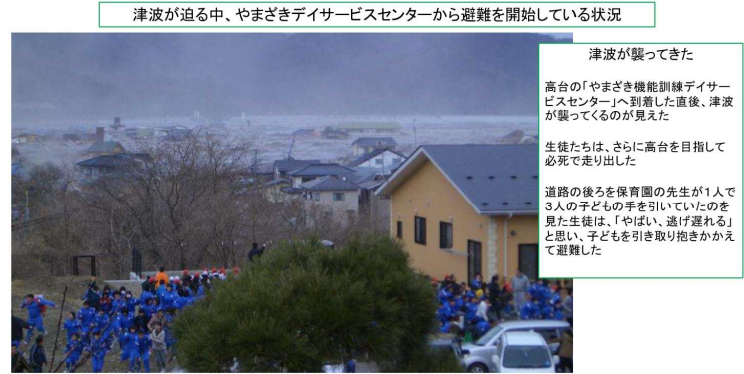 津波が迫る中、やまざきデイサービスセンターから避難を開始している状況
津波が襲ってきた
高台の「やまざき機能訓練デイサー
ビスセンター」へ到着した直後、津波
が襲ってくるのが見えた
生徒たちは、さらに高台を目指して
必死で走り出した
道路の後ろを保育園の先生が１人で
３人の子どもの手を引いていたのを
見た生徒は、「やばい、逃げ遅れる」
と思い、子どもを引き取り抱きかかえ
て避難した